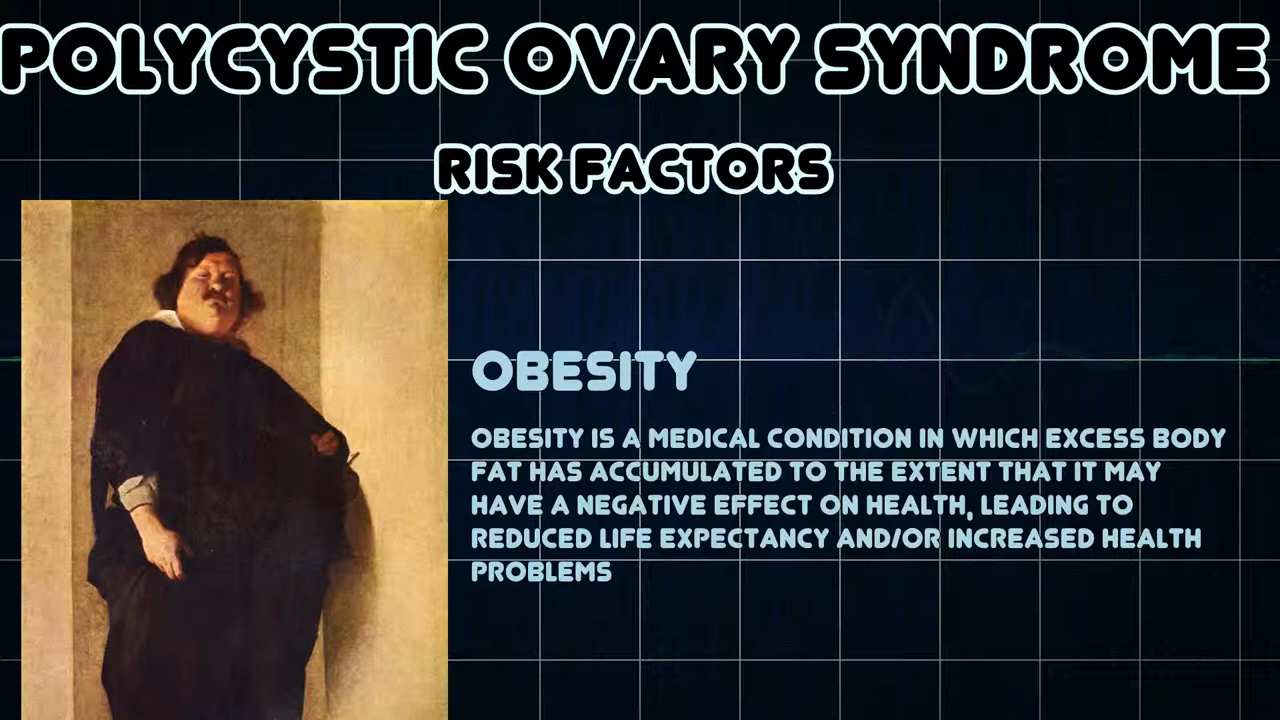 POLYCYSTIC OVARY SYNDROME
RISK FACTORS
OBESITY
OBESITY IS A MEDICAL CONDITION IN WHICH EXCESS BODY
FAT HAS ACCUMULATED TO THE EXTENT THAT IT MAY
HAVE A NEGATIVE EFFECT ON HEALTH, LEADING TO
REDUCED LIFE EXPECTANCY AND/OR INCREASED HEALTH
PROBLEMS